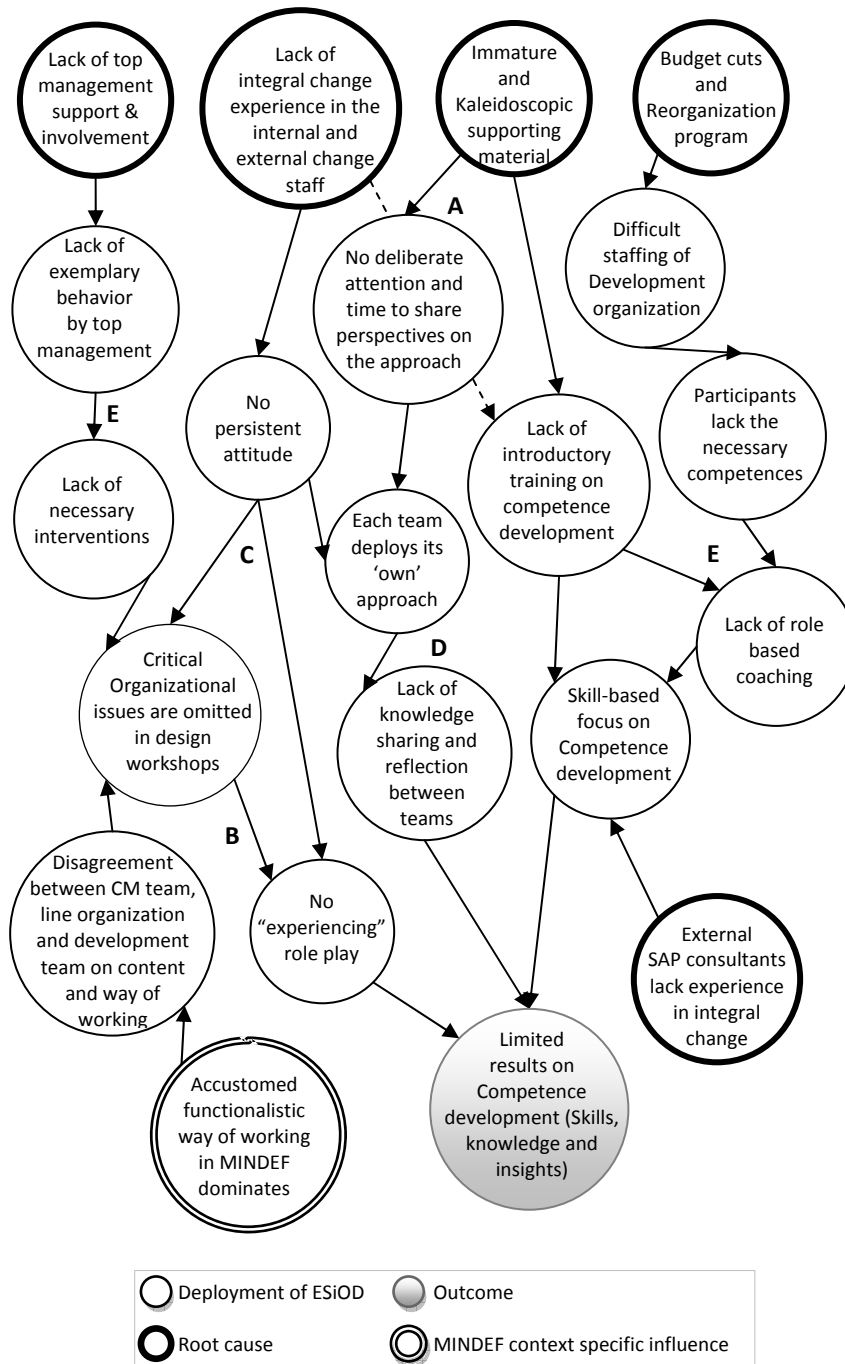 Lack of top
management
support &
involvement
Lack of
integral change
experience in the
internal and
external change
staff
Immature
and
Kaleidoscopic
supporting
material
Budget cuts
and
Reorganization
program
A
Lack of
exemplary
behavior
by top
management
No deliberate
attention and
time to share
perspectives on
the approach
Difficult
staffing of
Development
organization
E
No
persistent
attitude
Lack of
introductory
training on
competence
development
Participants
lack the
necessary
competences
Lack of
necessary
interventions
C
Each team
deploys its
‘own’
approach
E
Lack of role
based
coaching
D
Critical
Organizational
issues are omitted
in design
workshops
Lack of
knowledge
sharing and
reflection
between
teams
Skill-based
focus on
Competence
development
B
Disagreement
between CM team,
line organization
and development
team on content
and way of
working
No
“experiencing”
role play
External
SAP consultants
lack experience
in integral
change
Accustomed
functionalistic
way of working
in MINDEF
dominates
Limited
results on
Competence
development (Skills,
knowledge and
insights)
Deployment of ESiOD
Outcome
Root cause
MINDEF context specific influence